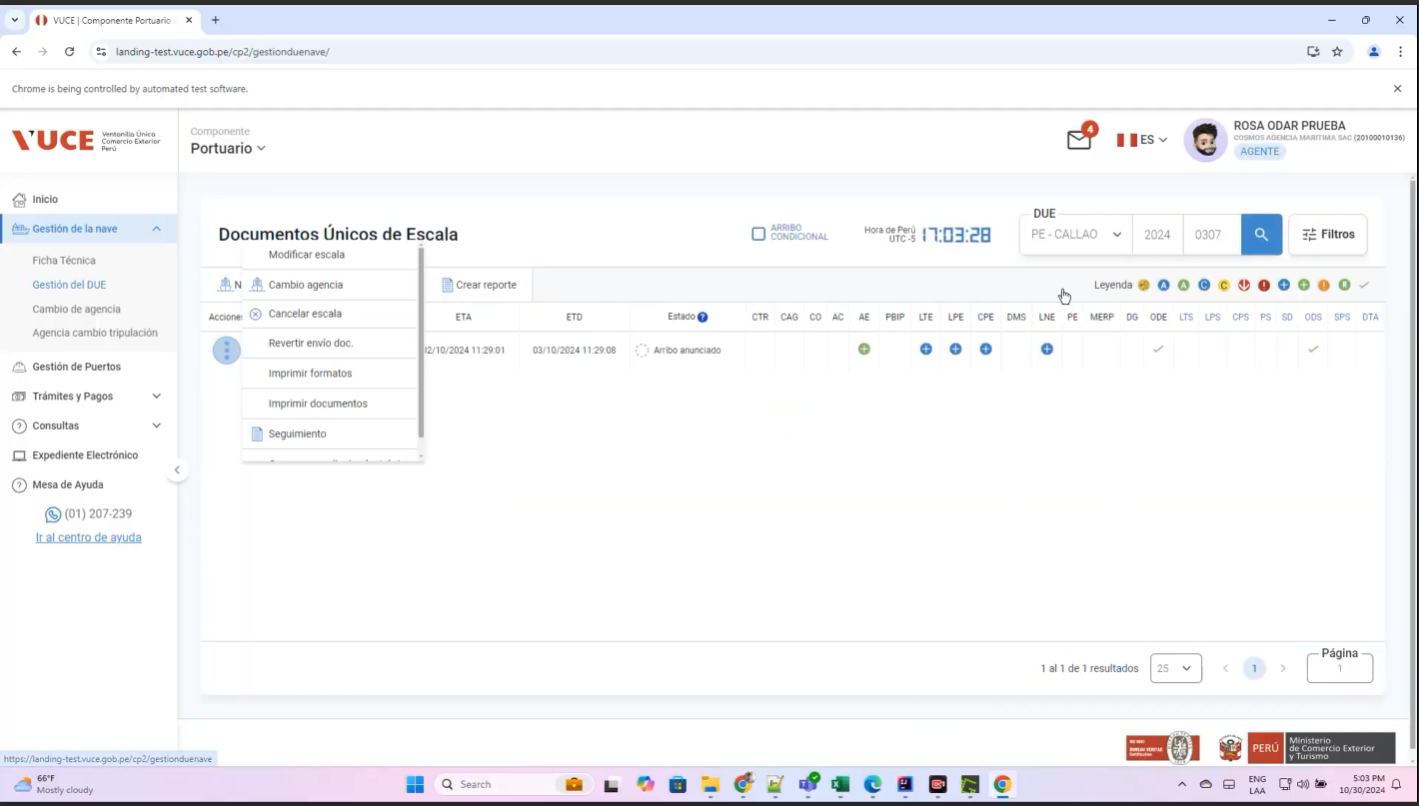 VUCE | Componente Portuario
landing-test.vuce.gob.pe/cp2/gestionduenave/
Chrome is being controlled by automated test software.
VUCE Ventanilla Única Comercio Exterior Perú
Componente
Portuario
4
ES
ROSA ODAR PRUEBA
COSMOS AGENCIA MARITIMA SAC (20100010136)
AGENTE
Inicio
Gestión de la nave
Ficha Técnica
Gestión del DUE
Cambio de agencia
Agencia cambio tripulación
Gestión de Puertos
Trámites y Pagos
Consultas
Expediente Electrónico
Mesa de Ayuda
(01) 207-239
Ir al centro de ayuda
Documentos Únicos de Escala
ARRIBO CONDICIONAL
Hora de Perú UTC -5
17:03:28
DUE
PE - CALLAO 2024 0307
Filtros
N
Crear reporte
Leyenda
A A C C R
Modificar escala
Cambio agencia
Cancelar escala
Revertir envío doc.
Imprimir formatos
Imprimir documentos
Seguimiento
Acciones ETA ETD Estado CTR CAG CO AC AE PBIP LTE LPE CPE DMS LNE PE MERP DG ODE LTS LPS CPS PS SD ODS SPS DTA
2/10/2024 11:29:01 03/10/2024 11:29:08 Arribo anunciado
1 al 1 de 1 resultados 25 1
Página
1
PERÚ Ministerio de Comercio Exterior y Turismo
https://landing-test.vuce.gob.pe/cp2/gestionduenave
66°F
Mostly cloudy
Search
ENG
LAA
5:03 PM
10/30/2024